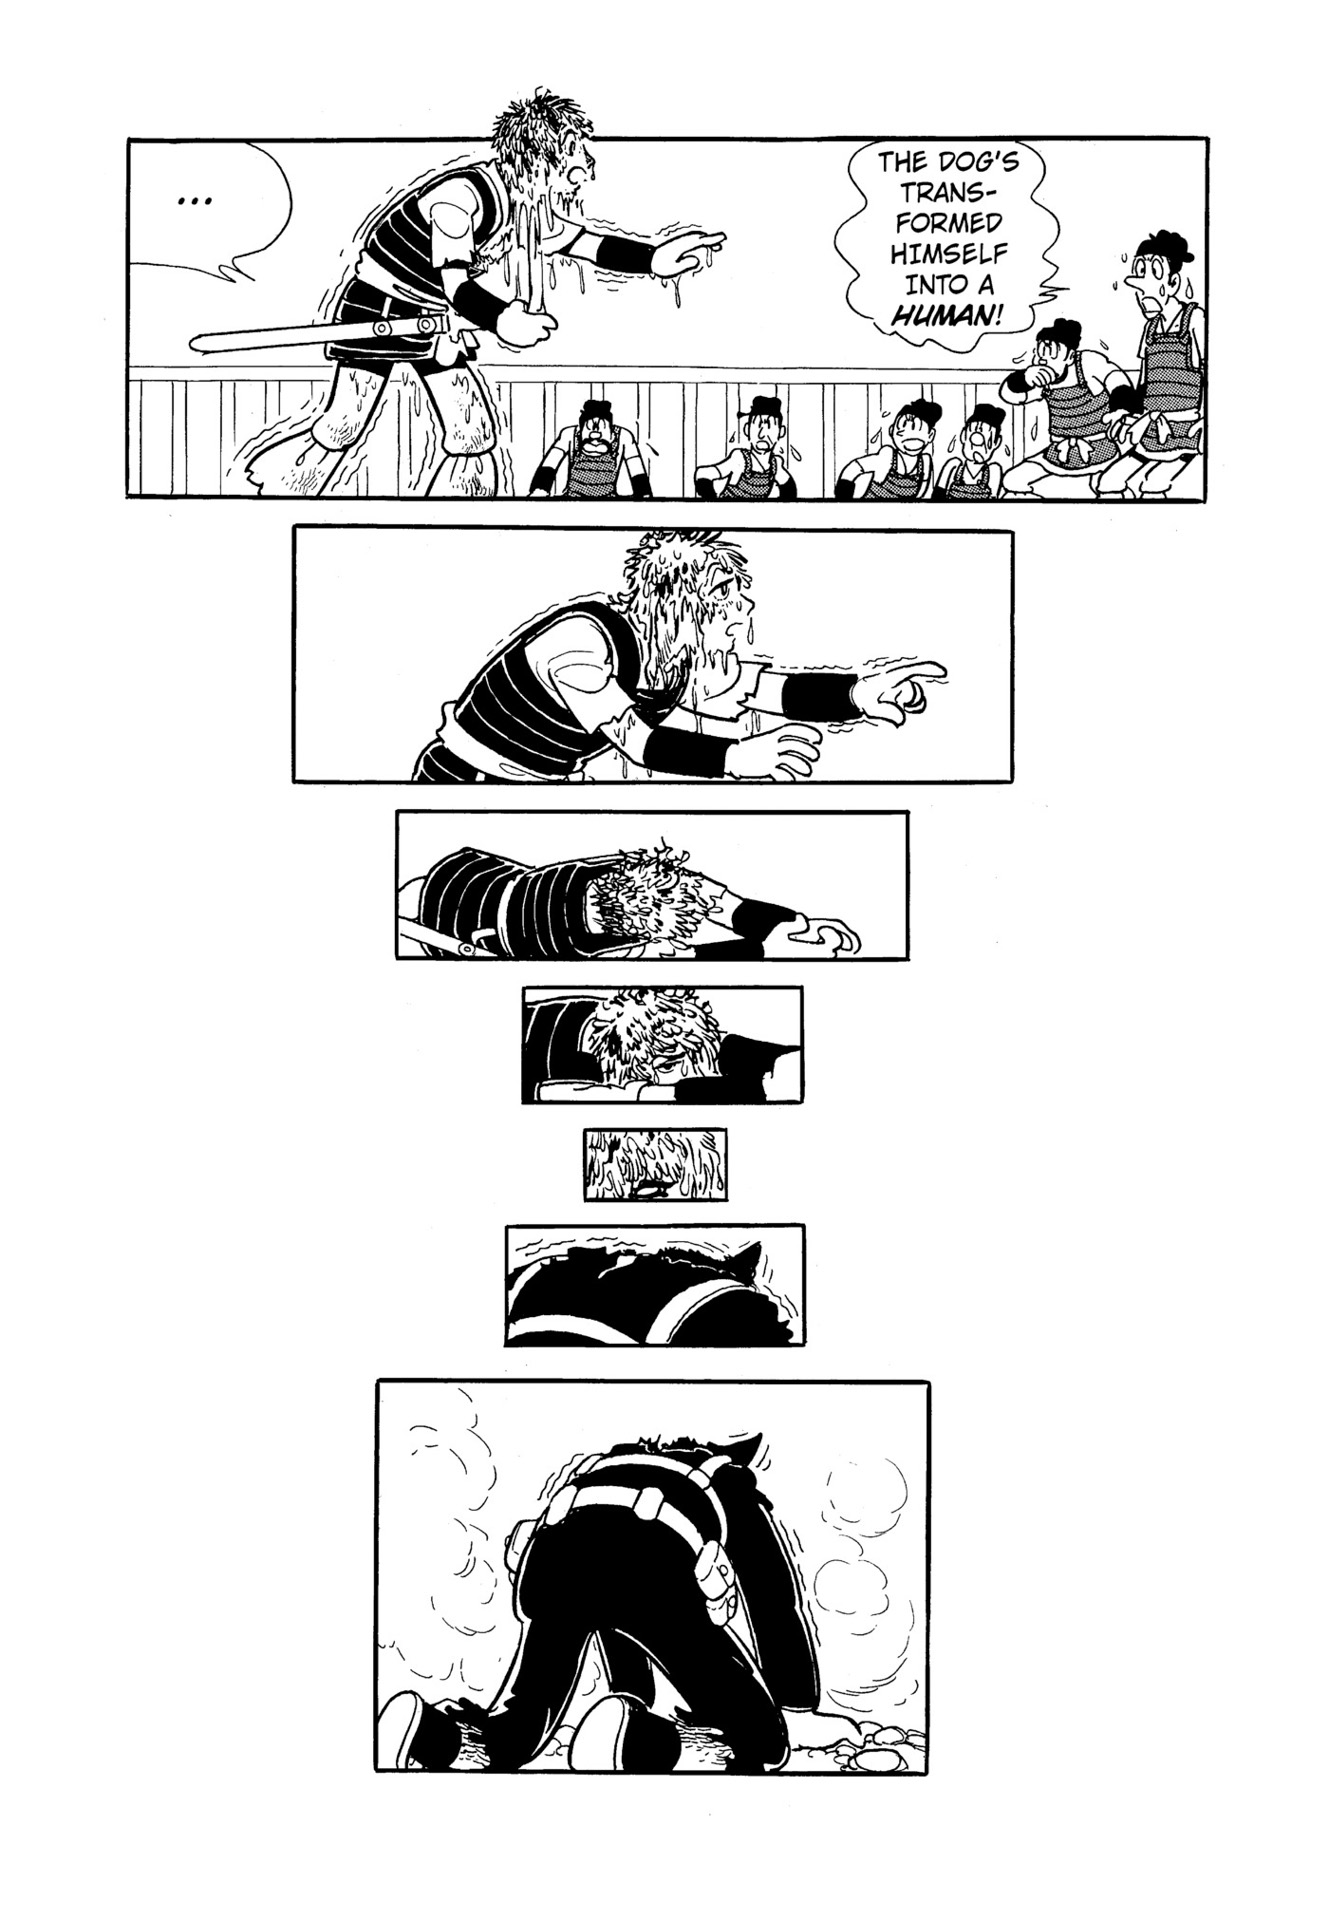 ...
THE DOG'S
TRANS-
FORMED
HIMSELF
INTO A
HUMAN!